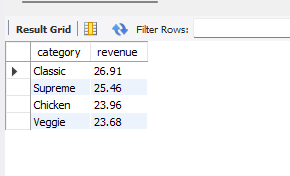 Result Grid Filter Rows:
category revenue
Classic 26.91
Supreme 25.46
Chicken 23.96
Veggie 23.68